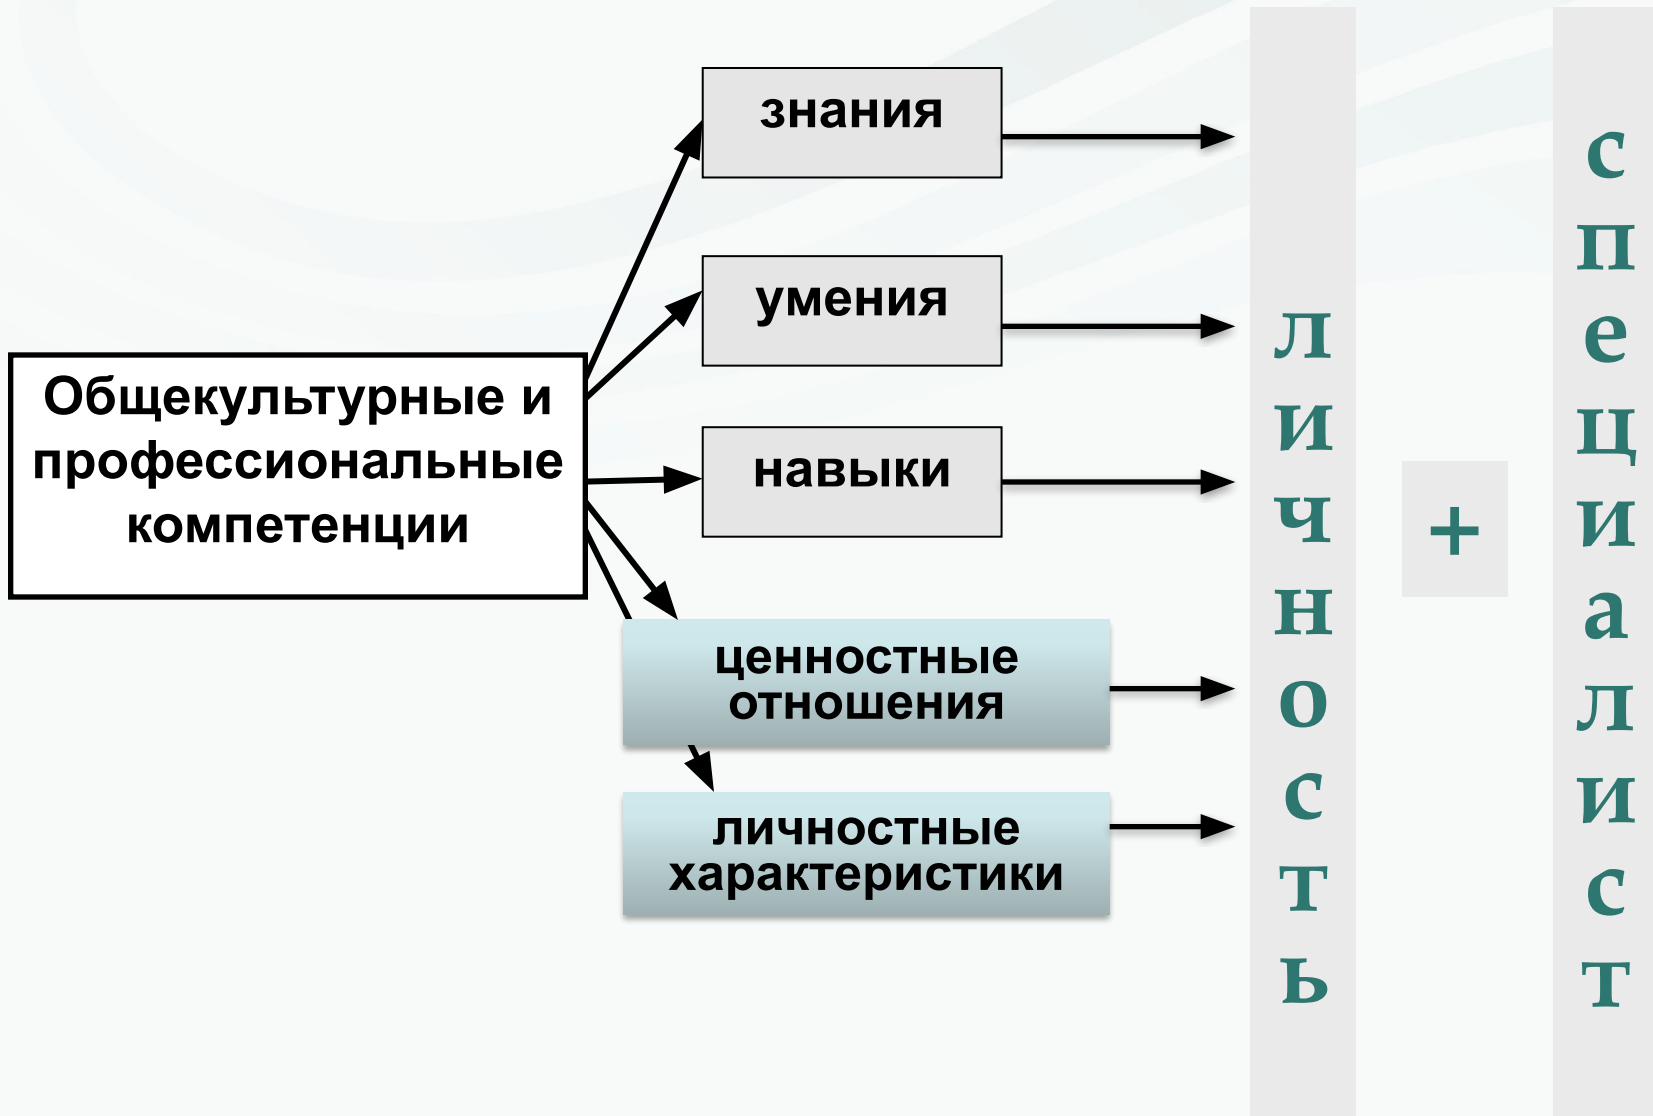 Общекультурные и
профессиональные
компетенции
знания
умения
навыки
ценностные
отношения
личностные
характеристики
личность
+
специалист